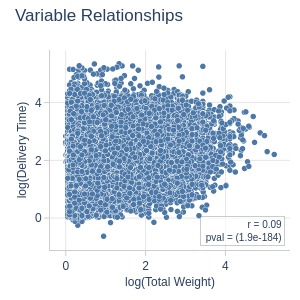 Variable Relationships
log(Delivery Time)
4
2
0
r = 0.09
pval = (1.9e-184)
0
2
4
log(Total Weight)